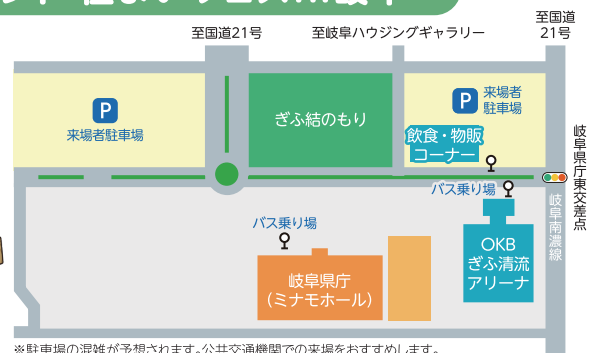 至国道21号
至岐阜ハウジングギャラリー
至国道
21号
P
来場者駐車場
ぎふ結のもり
P
来場者
駐車場
飲食・物販
コーナー
岐阜県庁東交差点
バス乗り場
岐阜南濃線
バス乗り場
岐阜県庁
(ミナモホール)
OKB
ぎふ清流
アリーナ
※駐車場の混雑が予想されます。公共交通機関での来場をおすすめします。